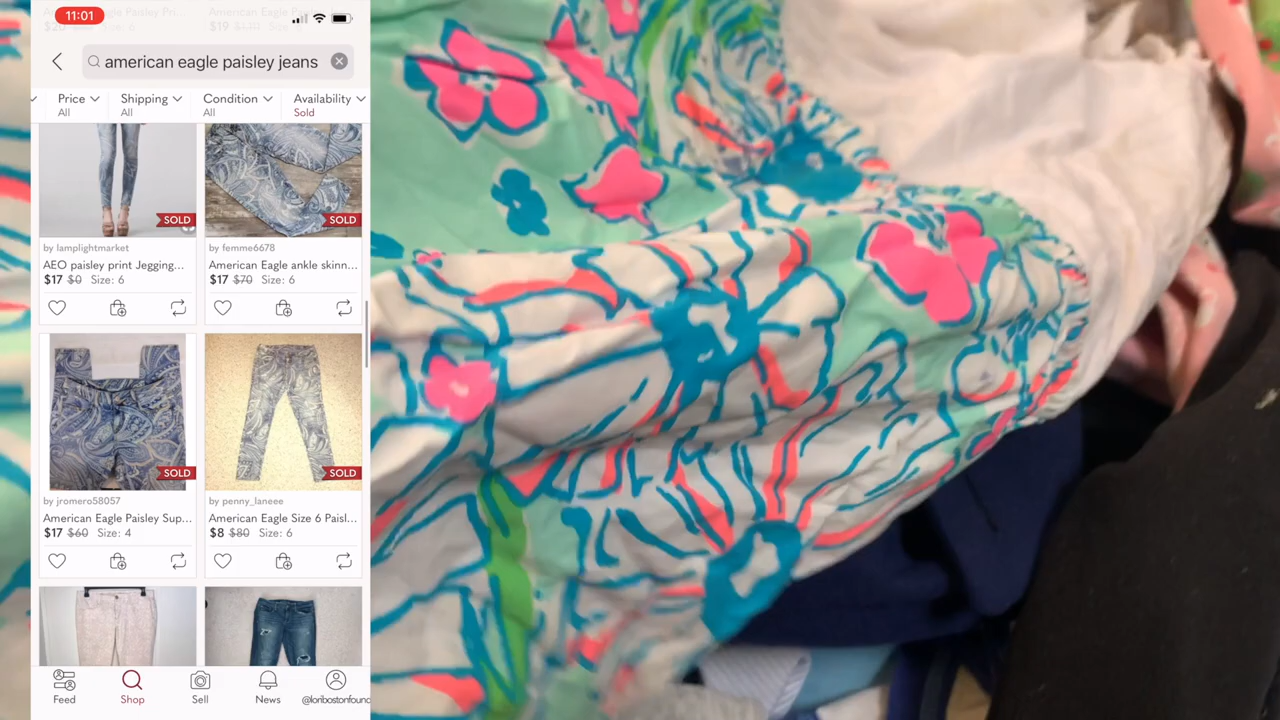 11:01
american eagle paisley jeans
Price Shipping Condition Availability
All All All Sold
SOLD SOLD
by lamplightmarket
AEO paisley print Jegging...
$17 $0 Size: 6
by femme6678
American Eagle ankle skinn...
$17 $70 Size: 6
SOLD SOLD
by jromero58057
American Eagle Paisley Sup...
$17 $60 Size: 4
by penny_laneee
American Eagle Size 6 Paisl...
$8 $80 Size: 6
Feed Shop Sell News @loribostonfound